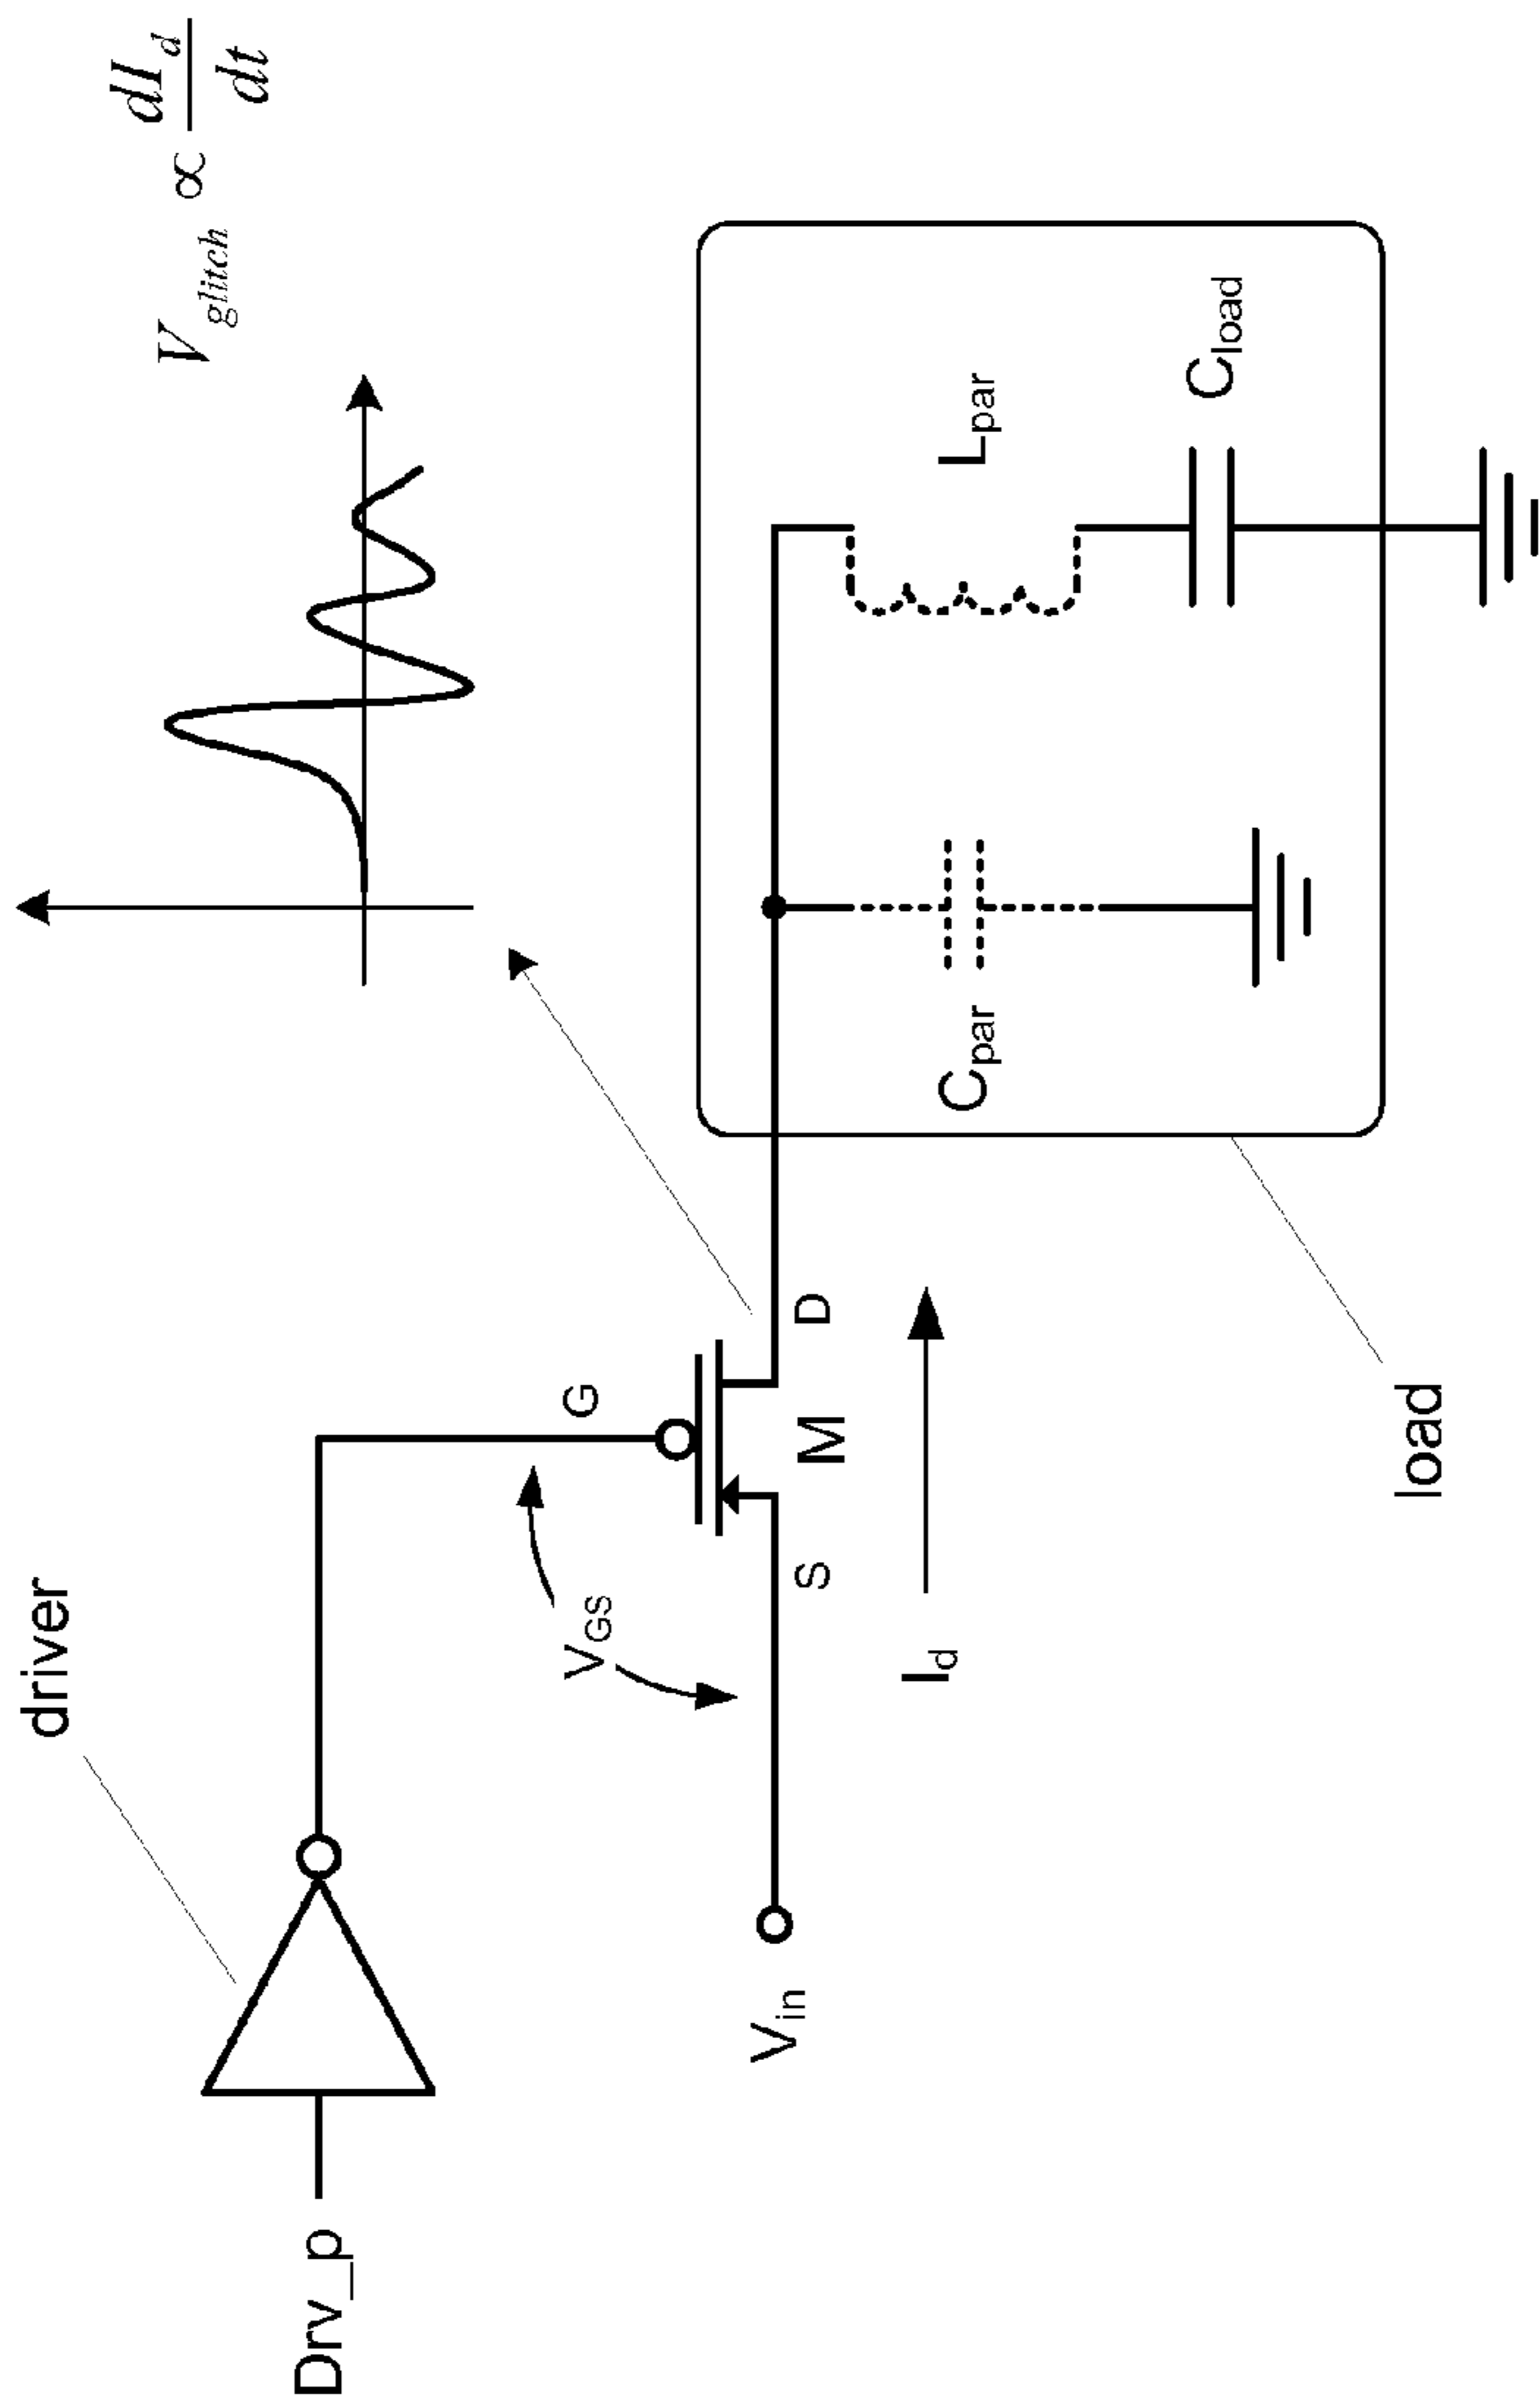 V_glitch ∝ dI_d/dt
driver
Drv_p
G
V_GS
S
D
M
V_in
I_d
C_par
L_par
C_load
load